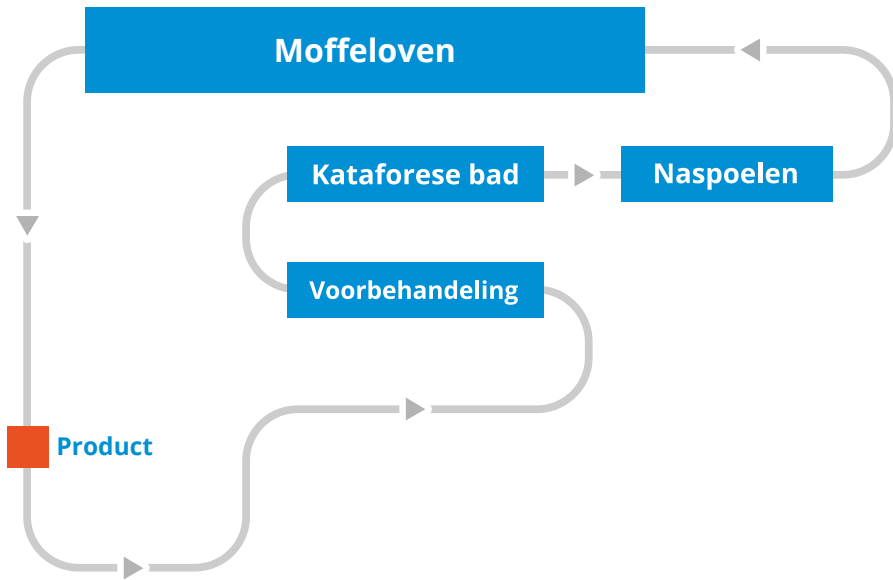 Moffeloven
Kataforese bad
Naspoelen
Voorbehandeling
Product